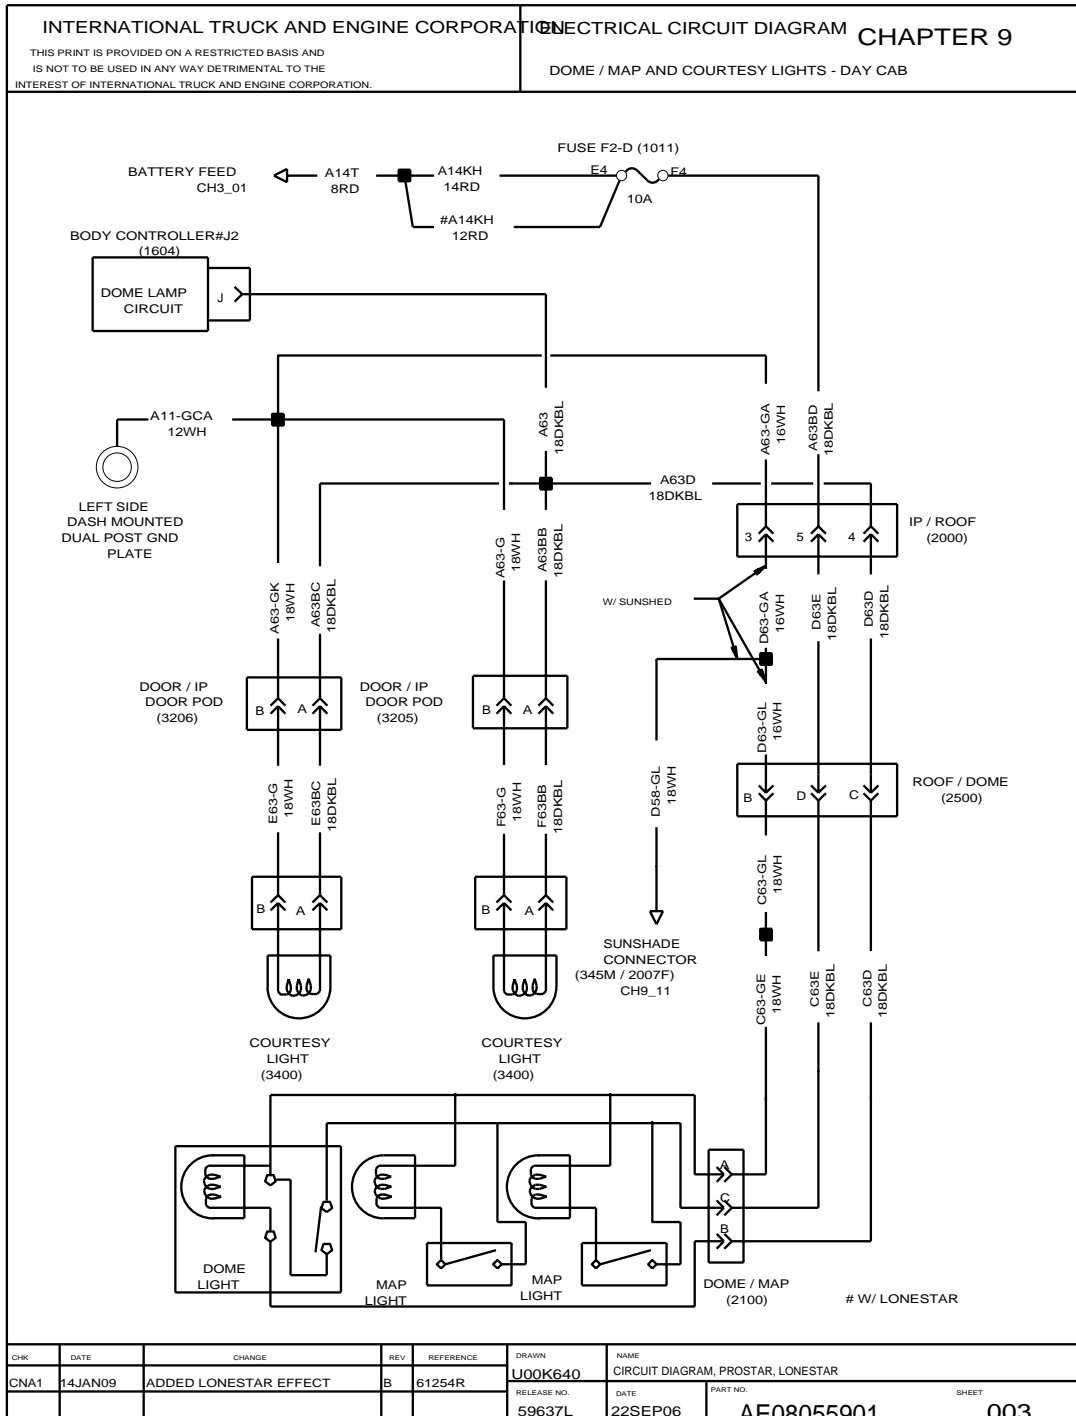 INTERNATIONAL TRUCK AND ENGINE CORPORATION
THIS PRINT IS PROVIDED ON A RESTRICTED BASIS AND
IS NOT TO BE USED IN ANY WAY DETRIMENTAL TO THE
INTEREST OF INTERNATIONAL TRUCK AND ENGINE CORPORATION.
ELECTRICAL CIRCUIT DIAGRAM
CHAPTER 9
DOME / MAP AND COURTESY LIGHTS - DAY CAB
FUSE F2-D (1011)
E4
E4
10A
BATTERY FEED
CH3_01
A14T
8RD
A14KH
14RD
#A14KH
12RD
BODY CONTROLLER#J2
(1604)
DOME LAMP
CIRCUIT
J
A11-GCA
12WH
LEFT SIDE
DASH MOUNTED
DUAL POST GND
PLATE
A63
18DKBL
A63-GA
16WH
A63BD
18DKBL
A63D
18DKBL
IP / ROOF
(2000)
3
5
4
A63-GK
18WH
A63BC
18DKBL
A63-G
18WH
A63BB
18DKBL
W/ SUNSHED
D63-GA
16WH
D63E
18DKBL
D63D
18DKBL
DOOR / IP
DOOR POD
(3206)
B
A
DOOR / IP
DOOR POD
(3205)
B
A
D63-GL
16WH
D58-GL
18WH
ROOF / DOME
(2500)
B
D
C
E63-G
18WH
E63BC
18DKBL
F63-G
18WH
F63BB
18DKBL
C63-GL
18WH
B
A
B
A
SUNSHADE
CONNECTOR
(345M / 2007F)
CH9_11
C63-GE
18WH
C63E
18DKBL
C63D
18DKBL
COURTESY
LIGHT
(3400)
COURTESY
LIGHT
(3400)
A
C
B
DOME
LIGHT
MAP
LIGHT
MAP
LIGHT
DOME / MAP
(2100)
# W/ LONESTAR
CHK
DATE
CHANGE
REV
REFERENCE
CNA1
14JAN09
ADDED LONESTAR EFFECT
B
61254R
DRAWN
U00K640
NAME
CIRCUIT DIAGRAM, PROSTAR, LONESTAR
RELEASE NO.
59637L
DATE
22SEP06
PART NO.
AE08055901
SHEET
003